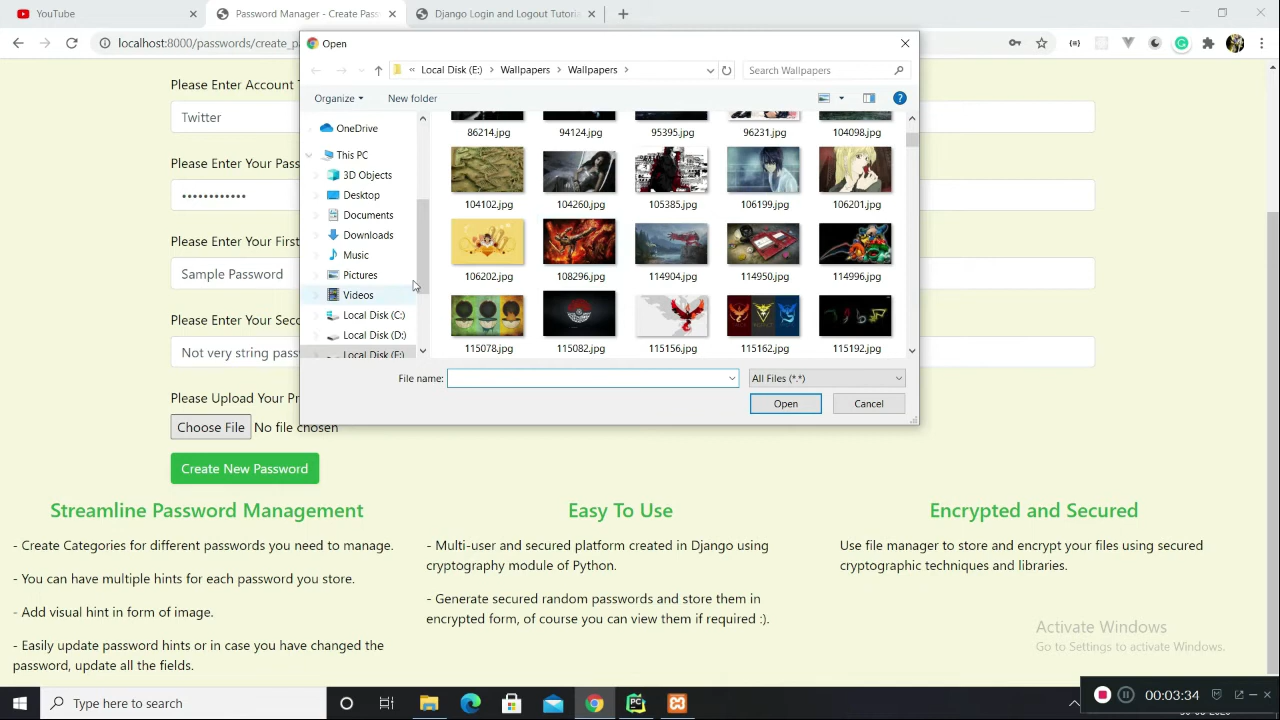 YouTube
Password Manager - Create Pass
Django Login and Logout Tutoria
localhost:8000/passwords/create_p
Open
« Local Disk (E:) > Wallpapers > Wallpapers >
Search Wallpapers
Organize
New folder
OneDrive
This PC
3D Objects
Desktop
Documents
Downloads
Music
Pictures
Videos
Local Disk (C:)
Local Disk (D:)
Local Disk (E:)
86214.jpg 94124.jpg 95395.jpg 96231.jpg 104098.jpg
104102.jpg 104260.jpg 105385.jpg 106199.jpg 106201.jpg
106202.jpg 108296.jpg 114904.jpg 114950.jpg 114996.jpg
115078.jpg 115082.jpg 115156.jpg 115162.jpg 115192.jpg
File name:
All Files (*.*)
Open
Cancel
Please Enter Account T
Twitter
Please Enter Your Pass
•••••••••••
Please Enter Your First
Sample Password
Please Enter Your Seco
Not very string pass
Please Upload Your Pr
Choose File No file chosen
Create New Password
Streamline Password Management
- Create Categories for different passwords you need to manage.
- You can have multiple hints for each password you store.
- Add visual hint in form of image.
- Easily update password hints or in case you have changed the
password, update all the fields.
Easy To Use
- Multi-user and secured platform created in Django using
cryptography module of Python.
- Generate secured random passwords and store them in
encrypted form, of course you can view them if required :).
Encrypted and Secured
Use file manager to store and encrypt your files using secured
cryptographic techniques and libraries.
Activate Windows
Go to Settings to activate Windows.
Type here to search
00:03:34